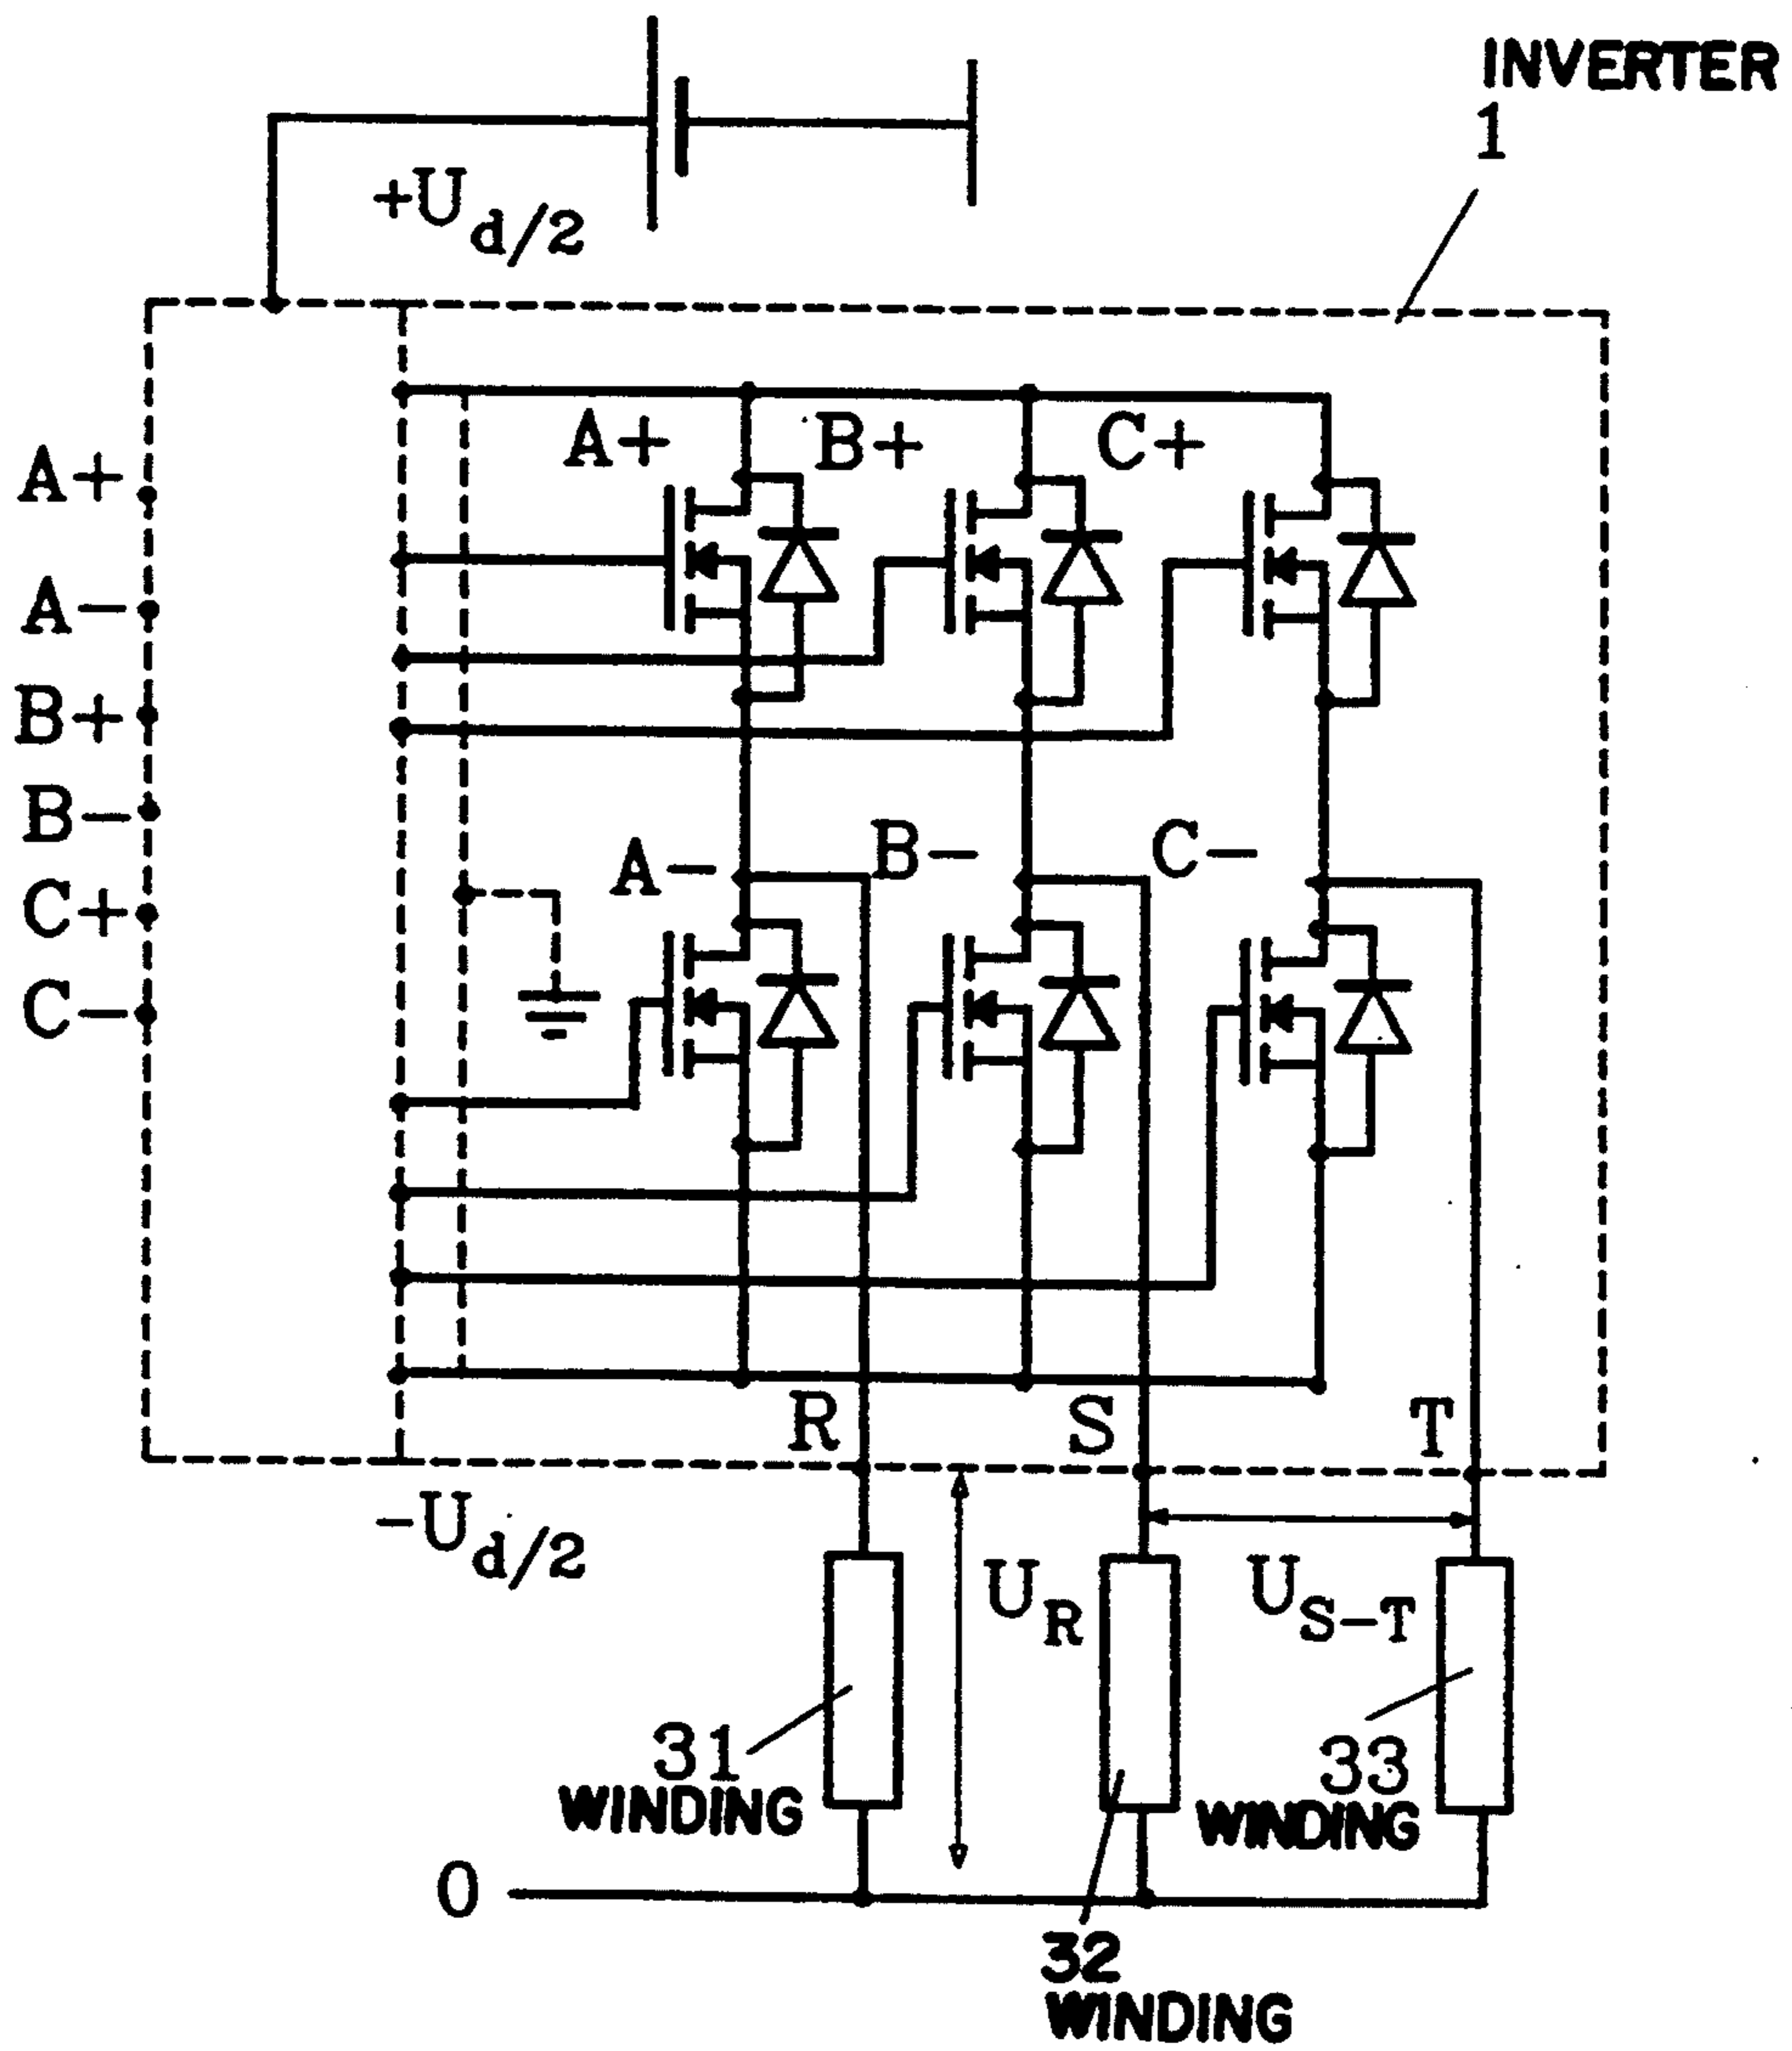 INVERTER
1
+Ud/2
A+
B+
C+
A+
A-
B+
B-
C+
C-
A-
B-
C-
R
S
T
-Ud/2
UR
US-T
31
WINDING
33
WINDING
0
32
WINDING